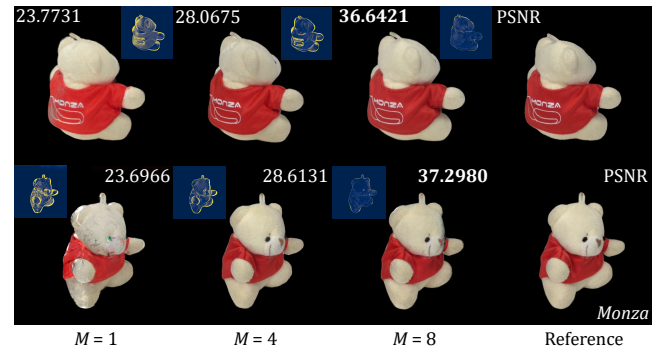 23.7731 28.0675 36.6421 PSNR
MONZA MONZA MONZA MONZA
23.6966 28.6131 37.2980 PSNR
Monza
M = 1 M = 4 M = 8 Reference